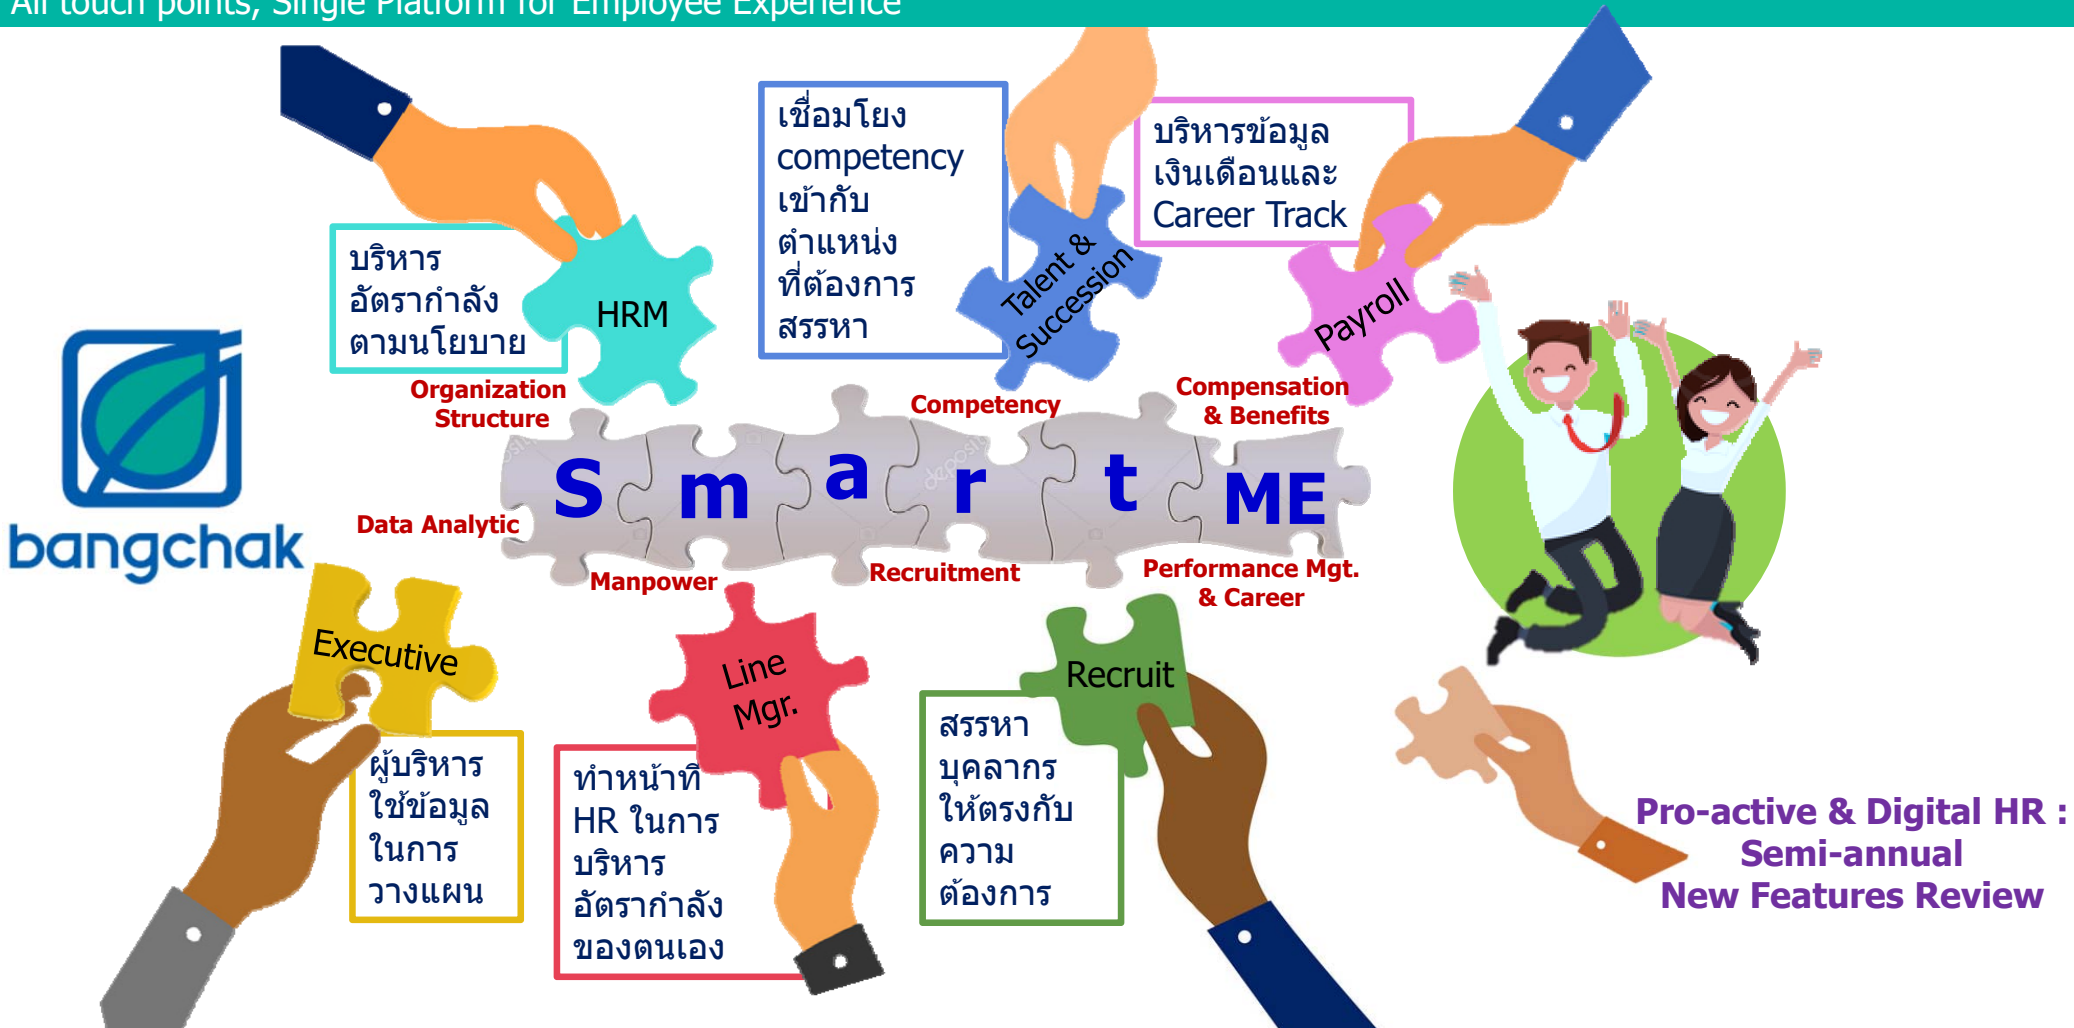 All touch points, Single Platform for Employee Experience
เชื่อมโยง
competency
เข้ากับ
ตำแหน่ง
ที่ต้องการ
สรรหา
บริหารข้อมูล
เงินเดือนและ
Career Track
บริหาร
อัตรากำลัง
ตามนโยบาย
HRM
Talent &
Succession
Payroll
Organization
Structure
Competency
Compensation
& Benefits
bangchak
S m a r t ME
Data Analytic
Manpower
Recruitment
Performance Mgt.
& Career
Executive
Line
Mgr.
Recruit
ผู้บริหาร
ใช้ข้อมูล
ในการ
วางแผน
ทำหน้าที่
HR ในการ
บริหาร
อัตรากำลัง
ของตนเอง
สรรหา
บุคลากร
ให้ตรงกับ
ความ
ต้องการ
Pro-active & Digital HR :
Semi-annual
New Features Review